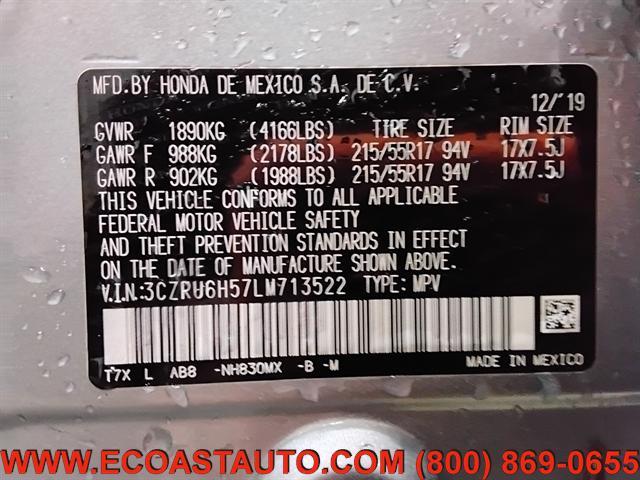 MFD.BY HONDA DE MEXICO S.A. DE C.V.
12/'19
GVWR 1890KG (4166LBS) TIRE SIZE RIM SIZE
GAWR F 988KG (2178LBS) 215/55R17 94V 17X7.5J
GAWR R 902KG (1988LBS) 215/55R17 94V 17X7.5J
THIS VEHICLE CONFORMS TO ALL APPLICABLE
FEDERAL MOTOR VEHICLE SAFETY
AND THEFT PREVENTION STANDARDS IN EFFECT
ON THE DATE OF MANUFACTURE SHOWN ABOVE.
V.I.N.:3CZRU6H57LM713522 TYPE: MPV
T7X L AB8 -NH830MX -B -M MADE IN MEXICO
WWW.ECOASTAUTO.COM (800) 869-0655